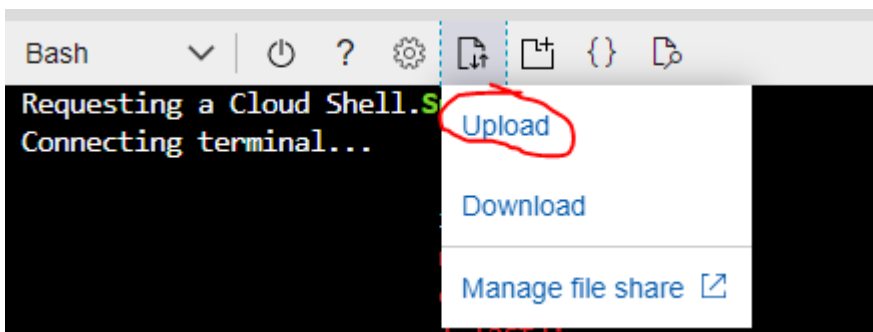 Bash ?  {}
Requesting a Cloud Shell.S
Connecting terminal...
Upload
Download
Manage file share